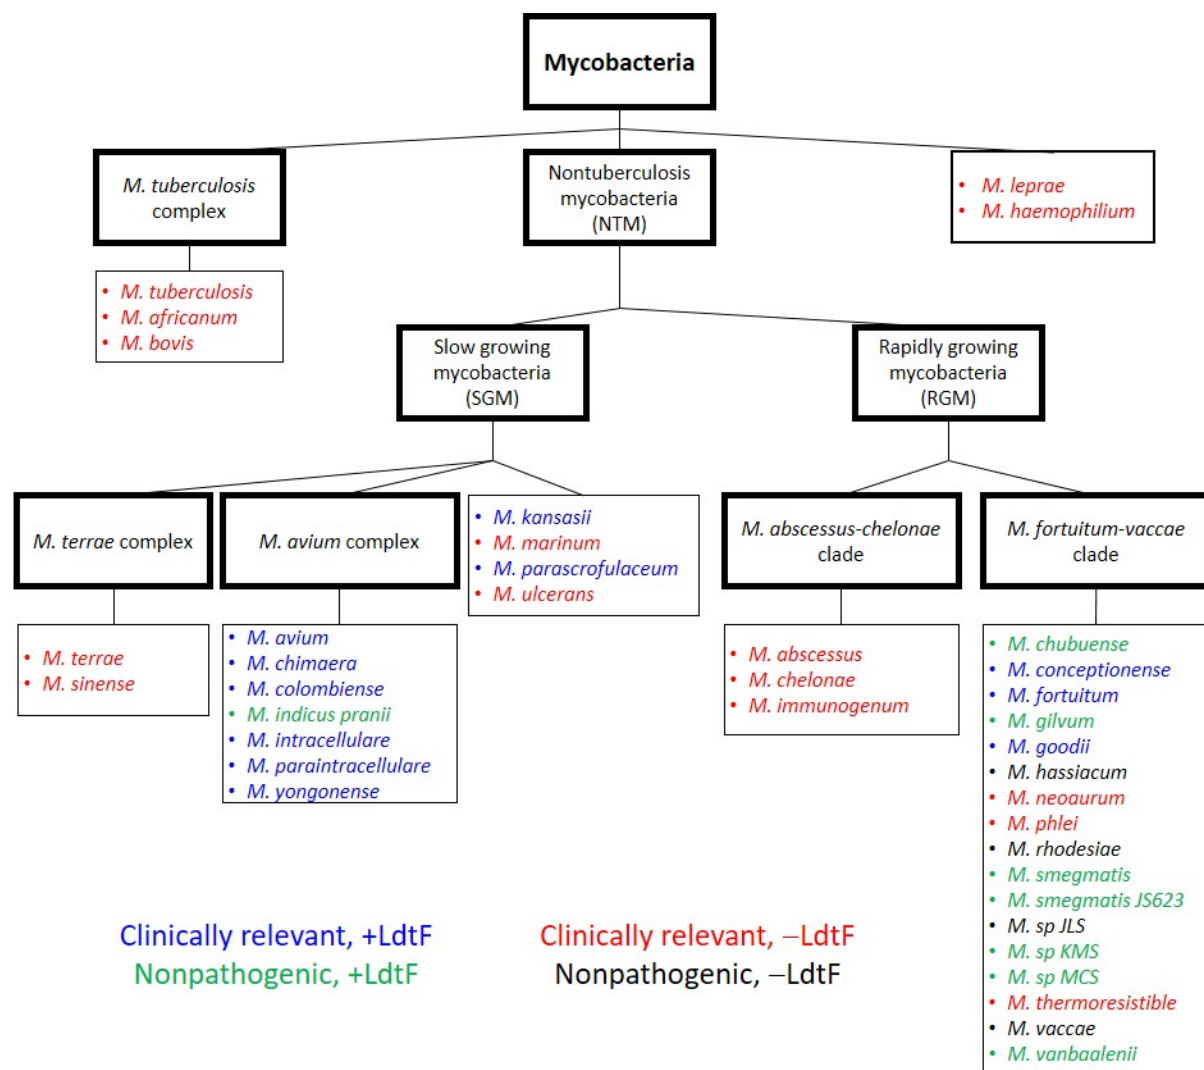 Mycobacteria
M. tuberculosis
complex
Nontuberculosis
mycobacteria
(NTM)
• M. leprae
• M. haemophilium
• M. tuberculosis
• M. africanum
• M. bovis
Slow growing
mycobacteria
(SGM)
Rapidly growing
mycobacteria
(RGM)
M. terrae complex
M. avium complex
• M. kansasii
• M. marinum
• M. parascrofulaceum
• M. ulcerans
M. abscessus-chelonae
clade
M. fortuitum-vaccae
clade
• M. terrae
• M. sinense
• M. avium
• M. chimaera
• M. colombiense
• M. indicus pranii
• M. intracellulare
• M. paraintracellulare
• M. yongonense
• M. abscessus
• M. chelonae
• M. immunogenum
• M. chubuense
• M. conceptionense
• M. fortuitum
• M. gilvum
• M. goodii
• M. hassiacum
• M. neoaurum
• M. phlei
• M. rhodesiae
• M. smegmatis
• M. smegmatis JS623
• M. sp JLS
• M. sp KMS
• M. sp MCS
• M. thermoresistible
• M. vaccae
• M. vanbaalenii
Clinically relevant, +LdtF
Nonpathogenic, +LdtF
Clinically relevant, −LdtF
Nonpathogenic, −LdtF